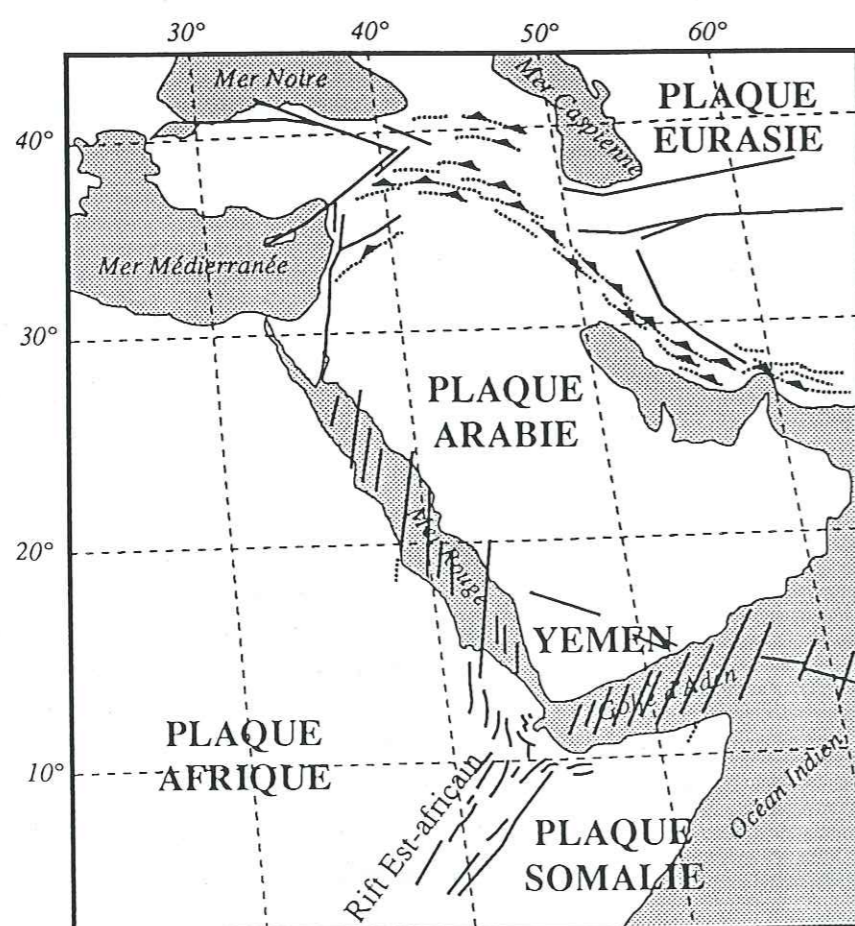 30°
40°
50°
60°
Mer Noire
Mer Caspienne
PLAQUE
EURASIE
40°
Mer Médierranée
30°
PLAQUE
ARABIE
20°
Mer Rouge
YEMEN
Golfe d'Aden
PLAQUE
AFRIQUE
10°
Rift Est-africain
PLAQUE
SOMALIE
Océan Indien